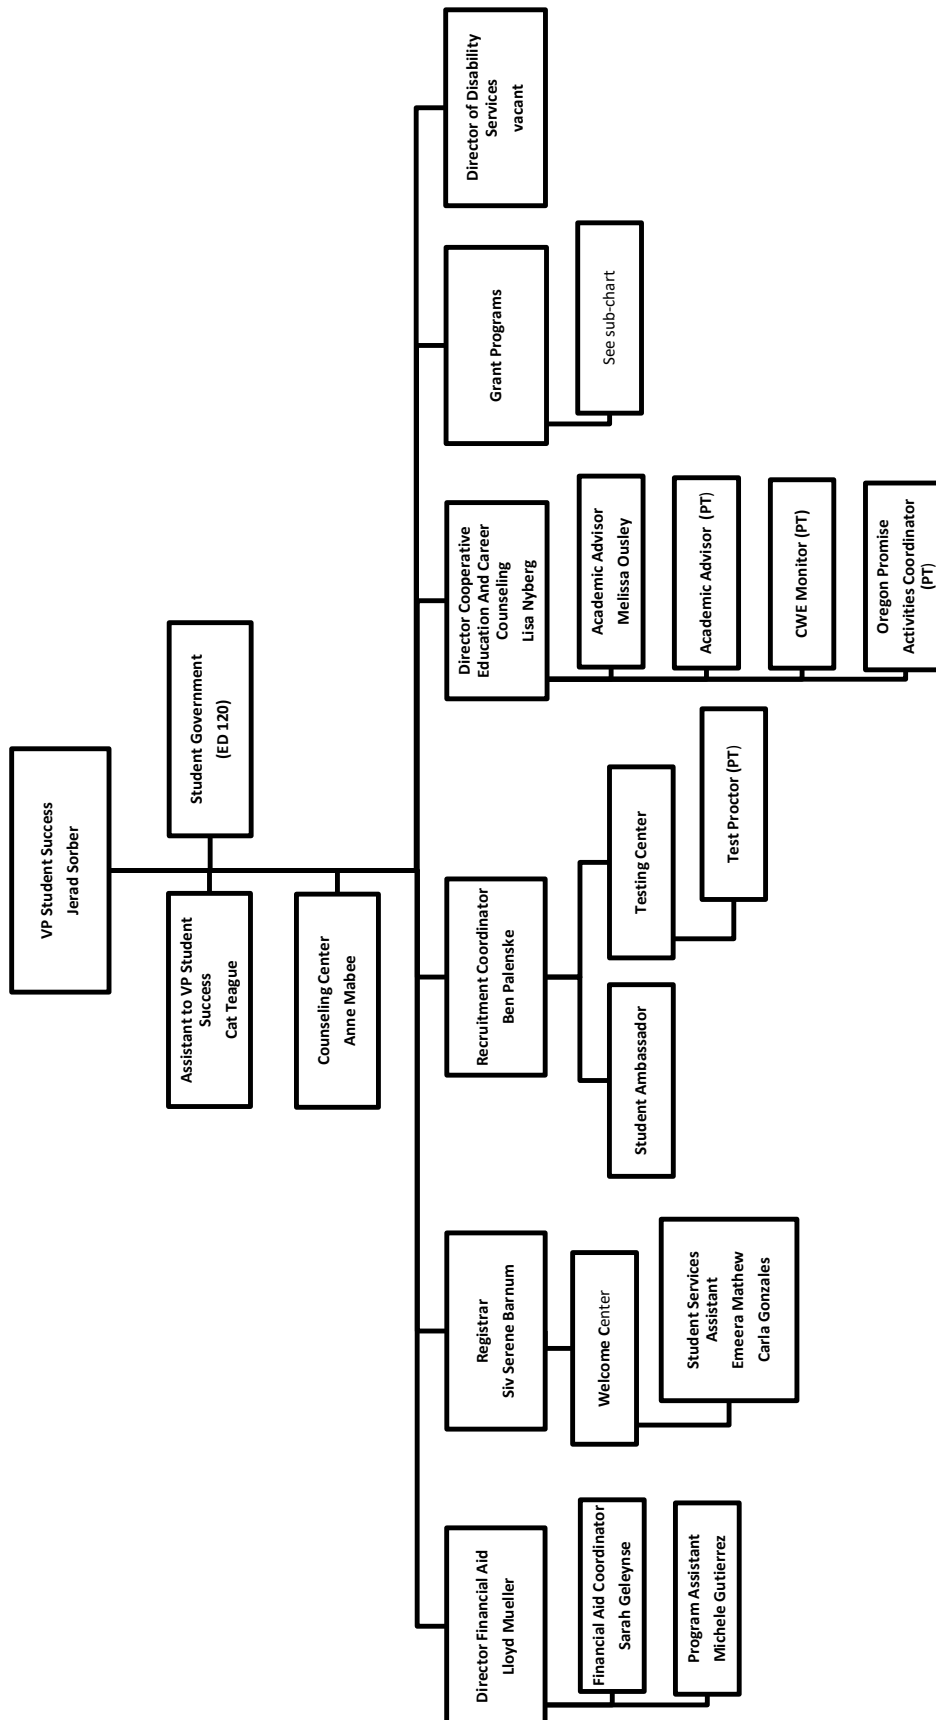 VP Student Success
Jerad Sorber
Assistant to VP Student
Success
Cat Teague
Student Government
(ED 120)
Counseling Center
Anne Mabee
Director Financial Aid
Lloyd Mueller
Financial Aid Coordinator
Sarah Geleynse
Program Assistant
Michele Gutierrez
Registrar
Siv Serene Barnum
Welcome Center
Student Services
Assistant
Emeera Mathew
Carla Gonzales
Recruitment Coordinator
Ben Palenske
Student Ambassador
Testing Center
Test Proctor (PT)
Director Cooperative
Education And Career
Counseling
Lisa Nyberg
Academic Advisor
Melissa Ousley
Academic Advisor (PT)
CWE Monitor (PT)
Oregon Promise
Activities Coordinator
(PT)
Grant Programs
See sub-chart
Director of Disability
Services
vacant